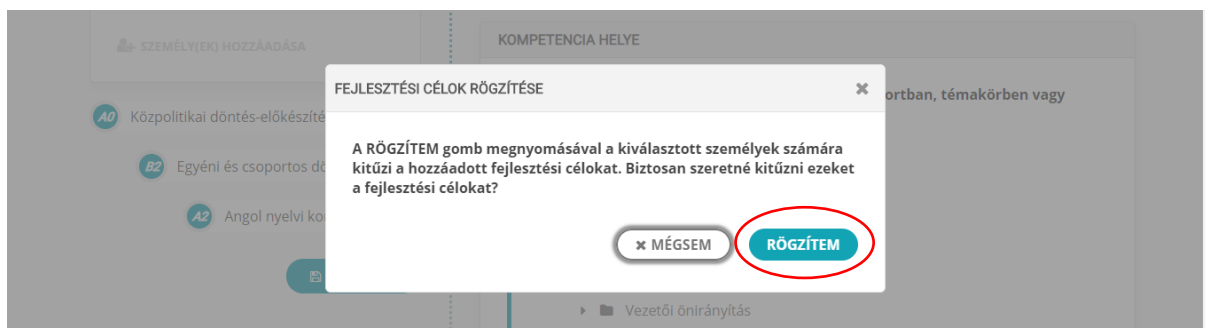 SZEMÉLY(EK) HOZZÁADÁSA
KOMPETENCIA HELYE
FEJLESZTÉSI CÉLOK RÖGZÍTÉSE
ortban, témakörben vagy
A0 Központi döntés-előkészíté
B2 Egyéni és csoportos dö
A2 Angol nyelvi ko
A RÖGZÍTEM gomb megnyomásával a kiválasztott személyek számára
kitűzi a hozzáadott fejlesztési célokat. Biztosan szeretné kitűzni ezeket
a fejlesztési célokat?
MÉGSEM
RÖGZÍTEM
Vezetői önirányítás